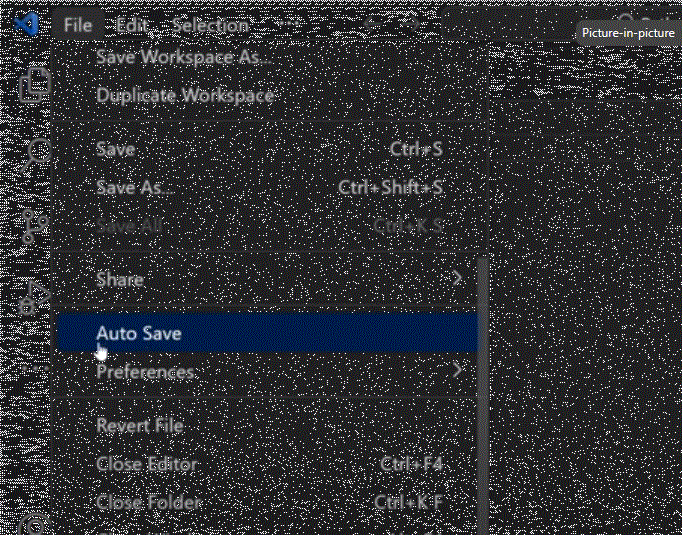 File Edit Selection ...
Picture-in-picture
Save Workspace As...
Duplicate Workspace
Save Ctrl+S
Save As... Ctrl+Shift+S
Save All Ctrl+K S
Share
Auto Save
Preferences
Revert File
Close Editor Ctrl+F4
Close Folder Ctrl+K F